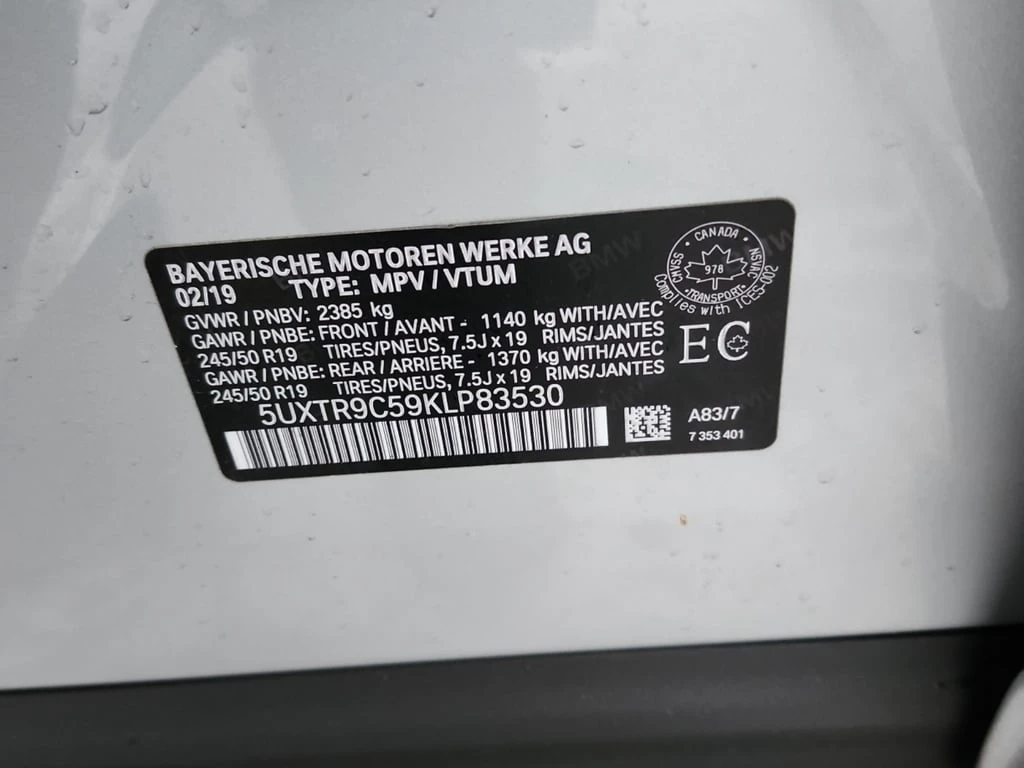 BAYERISCHE MOTOREN WERKE AG
02/19 TYPE: MPV / VTUM
GVWR / PNBV: 2385 kg
GAWR / PNBE: FRONT / AVANT - 1140 kg WITH/AVEC
245/50 R19 TIRES/PNEUS, 7.5J x 19 RIMS/JANTES
GAWR / PNBE: REAR / ARRIERE - 1370 kg WITH/AVEC
245/50 R19 TIRES/PNEUS, 7.5J x 19 RIMS/JANTES
5UXTR9C59KLP83530
CANADA
CMVSS
978
NSVAC
TRANSPORT
Complies with ICES-002
EC
A83/7
7 353 401
BMW